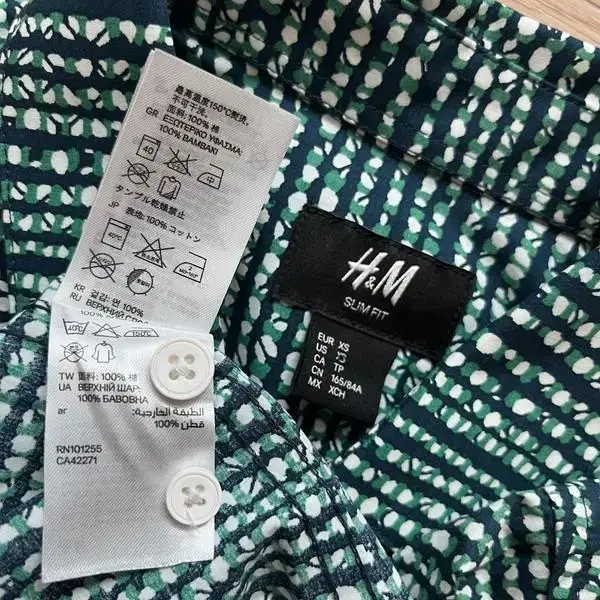 最高温度150℃熨烫。
不可干洗。
面料: 100% 棉
GR ΕΞΩΤΕΡΙΚΟ ΥΦΑΣΜΑ:
100% ΒΑΜΒΑΚΙ
40
中
タンブル乾燥禁止
JP 表地: 100% コットン
40℃
KR 겉감: 면 100%
RU ВЕРХНИЙ
TW 面料: 100% 棉
UA ВЕРХНІЙ ШАР:
100% БАВОВНА
ar الطبقة الخارجية:
قطن 100%
RN101255
CA42271
H&M
SLIM FIT
EUR XS
US
CA TP
CN 165/84A
MX XCH